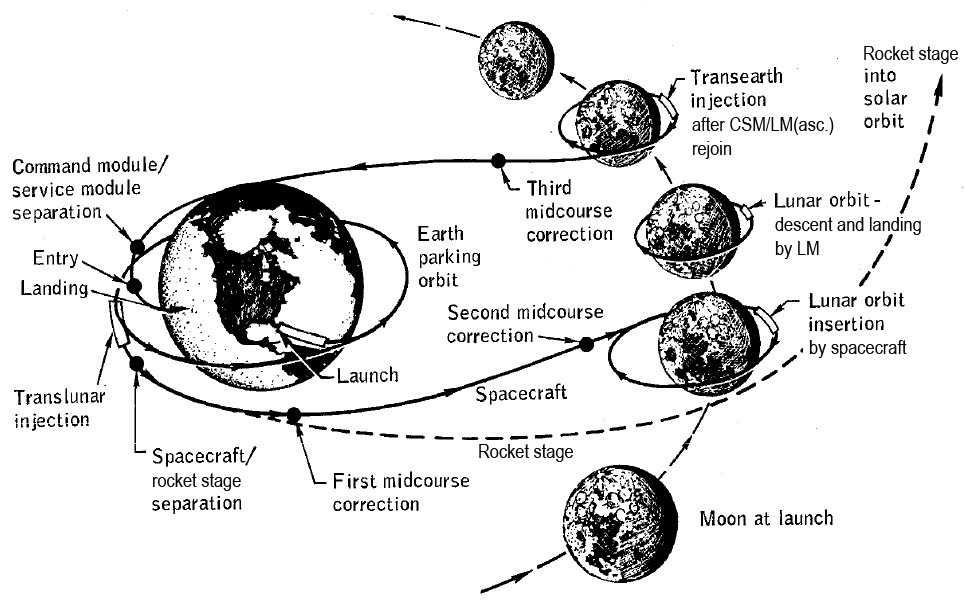 Rocket stage
into
solar
orbit
Transearth
injection
after CSM/LM(asc.)
rejoin
Command module/
service module
separation
Third
midcourse
correction
Lunar orbit -
descent and landing
by LM
Entry
Landing
Earth
parking
orbit
Second midcourse
correction
Lunar orbit
insertion
by spacecraft
Launch
Translunar
injection
Spacecraft
Spacecraft/
rocket stage
separation
First midcourse
correction
Rocket stage
Moon at launch